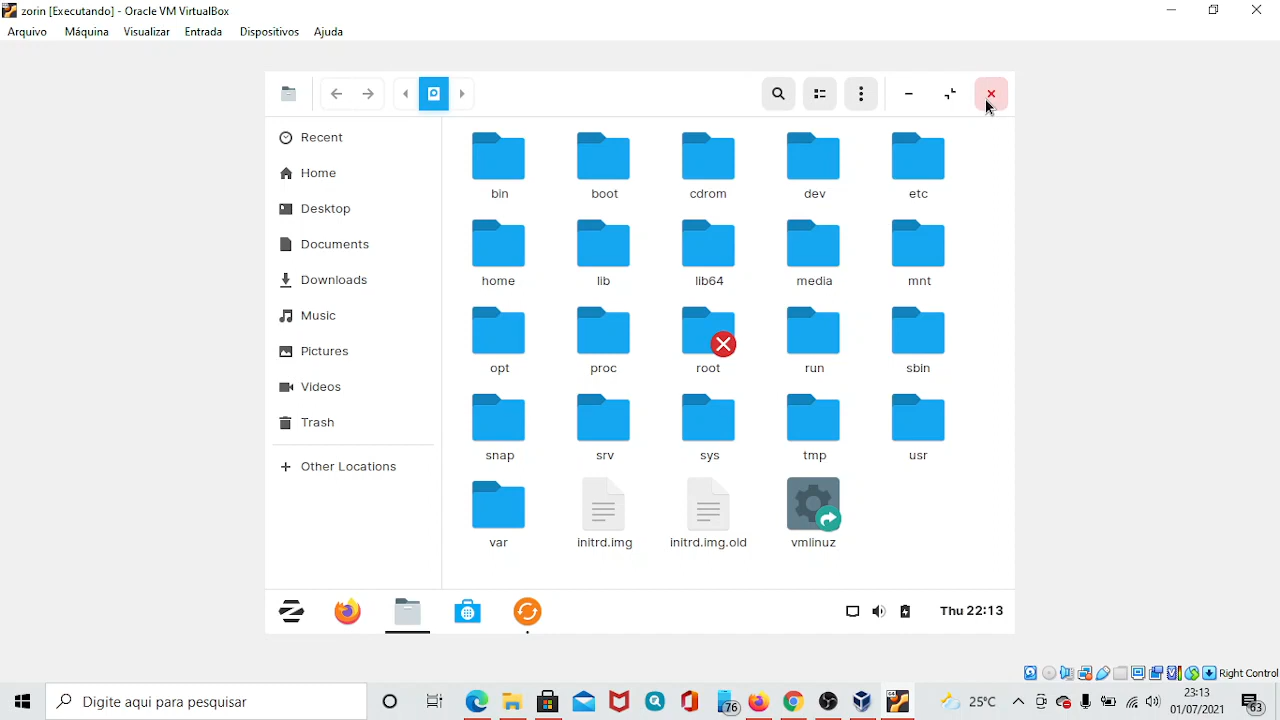 zorin [Executando] - Oracle VM VirtualBox
Arquivo Máquina Visualizar Entrada Dispositivos Ajuda
Recent
Home
Desktop
Documents
Downloads
Music
Pictures
Videos
Trash
Other Locations
bin boot cdrom dev etc
home lib lib64 media mnt
opt proc root run sbin
snap srv sys tmp usr
var initrd.img initrd.img.old vmlinuz
Thu 22:13
Right Control
Digite aqui para pesquisar
76
25°C
23:13
01/07/2021
63